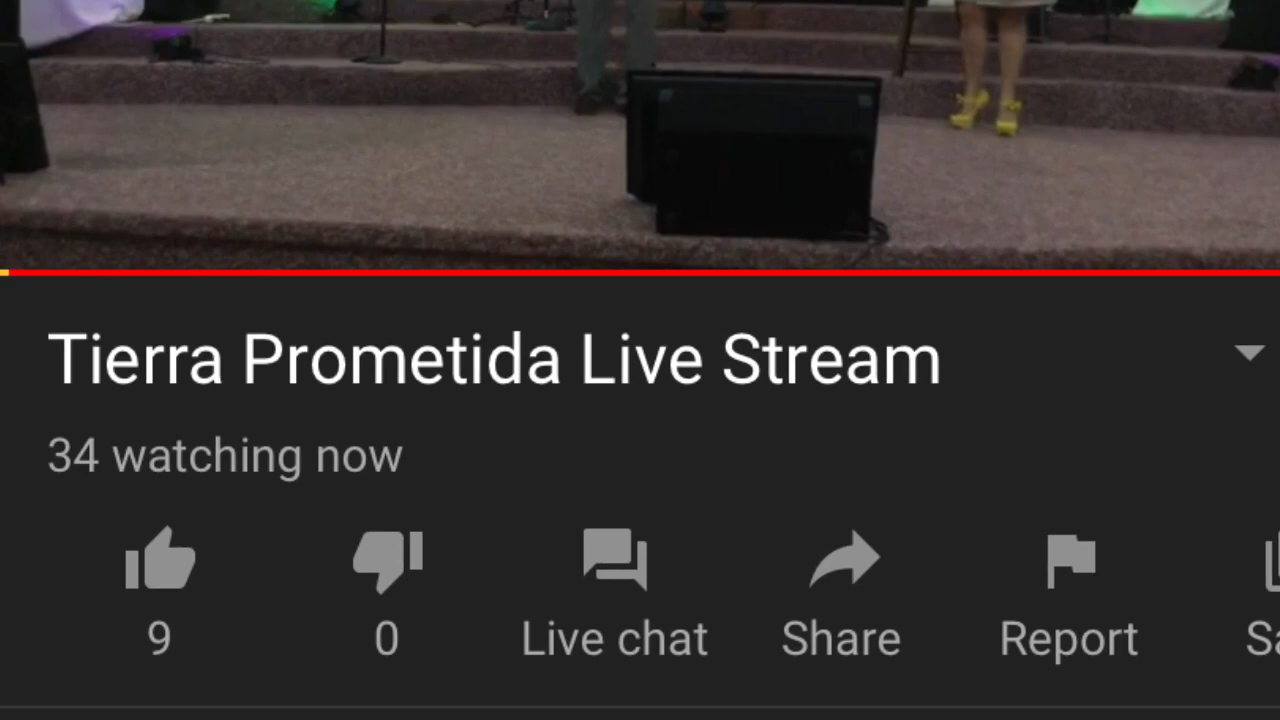 Tierra Prometida Live Stream
34 watching now
9 0 Live chat Share Report